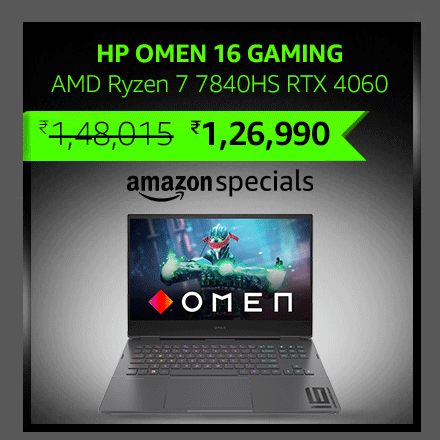 HP OMEN 16 GAMING
AMD Ryzen 7 7840HS RTX 4060
₹1,48,015 ₹1,26,990
amazonspecials
OMEN